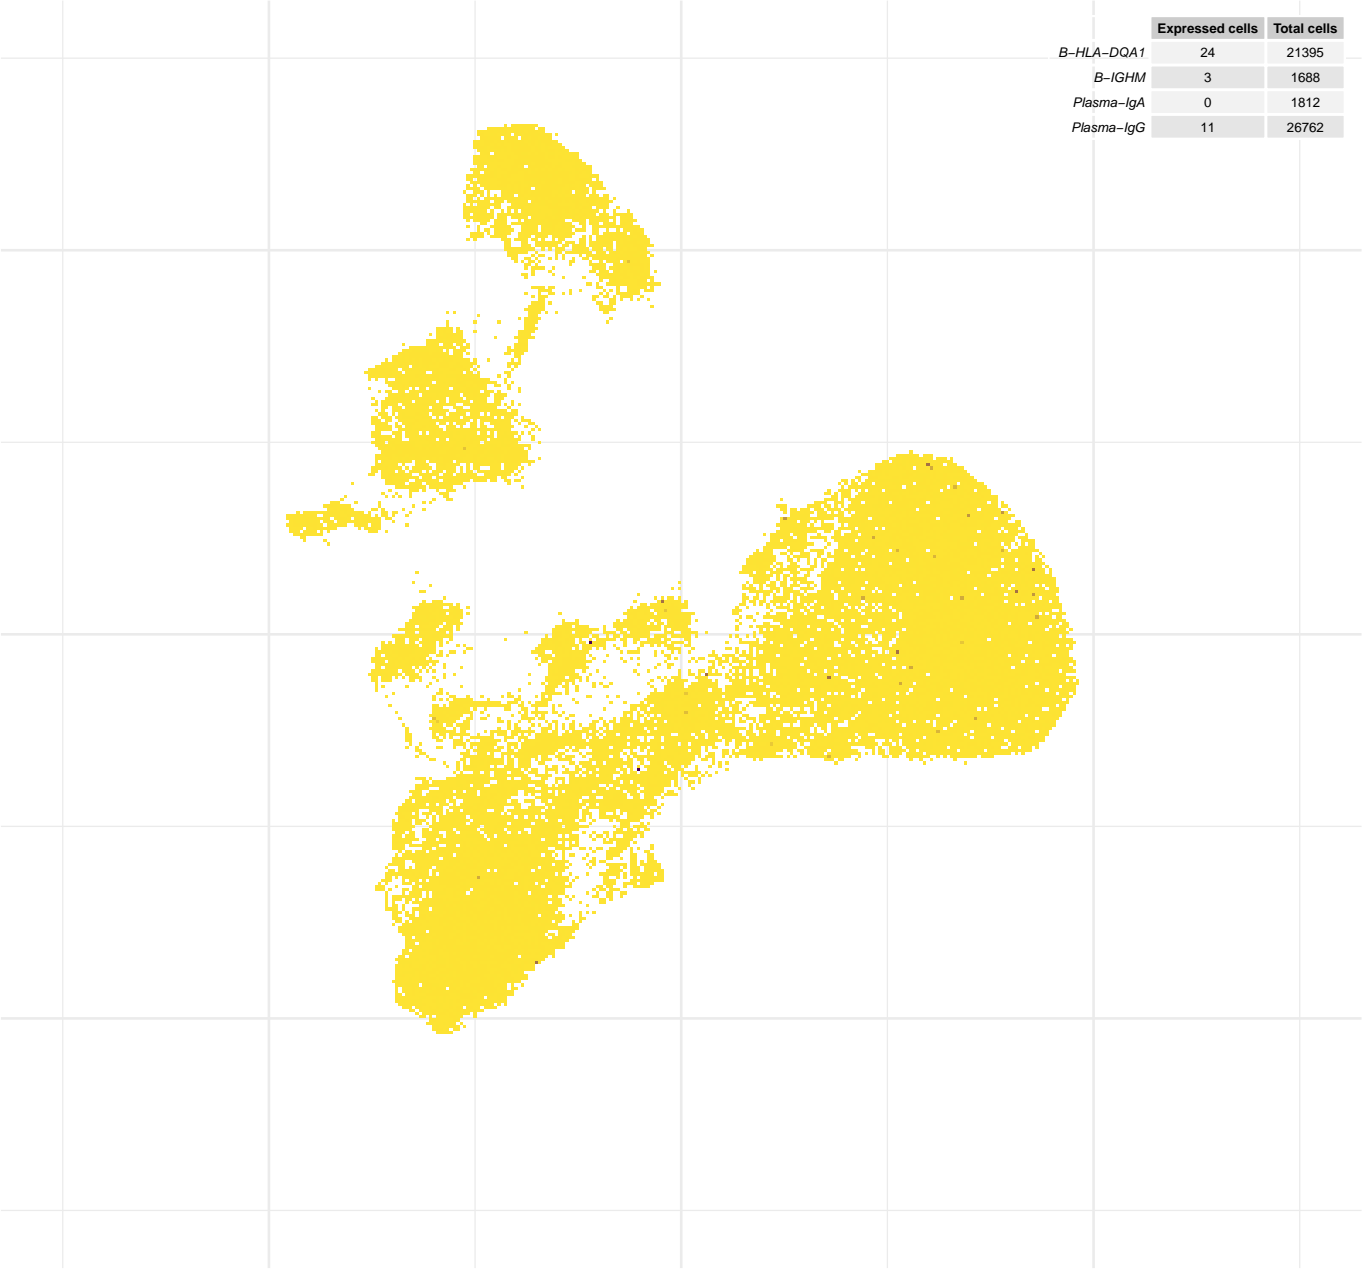 Expressed cells Total cells
B−HLA−DQA1 24 21395
B−IGHM 3 1688
Plasma−IgA 0 1812
Plasma−IgG 11 26762